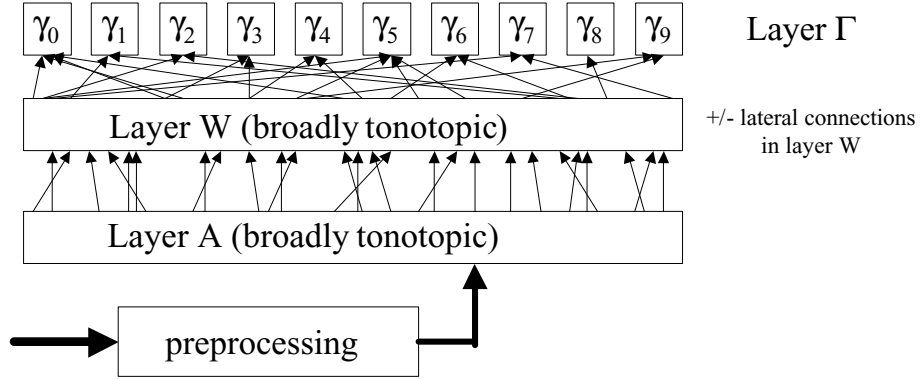 γ0 γ1 γ2 γ3 γ4 γ5 γ6 γ7 γ8 γ9 Layer Γ
Layer W (broadly tonotopic)
+/- lateral connections
in layer W
Layer A (broadly tonotopic)
preprocessing